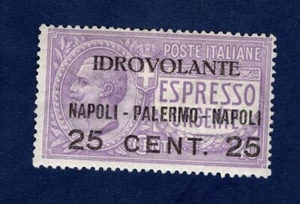 POSTE ITALIANE
IDROVOLANTE
ESPRESSO
NAPOLI - PALERMO - NAPOLI
25 CENT. 25